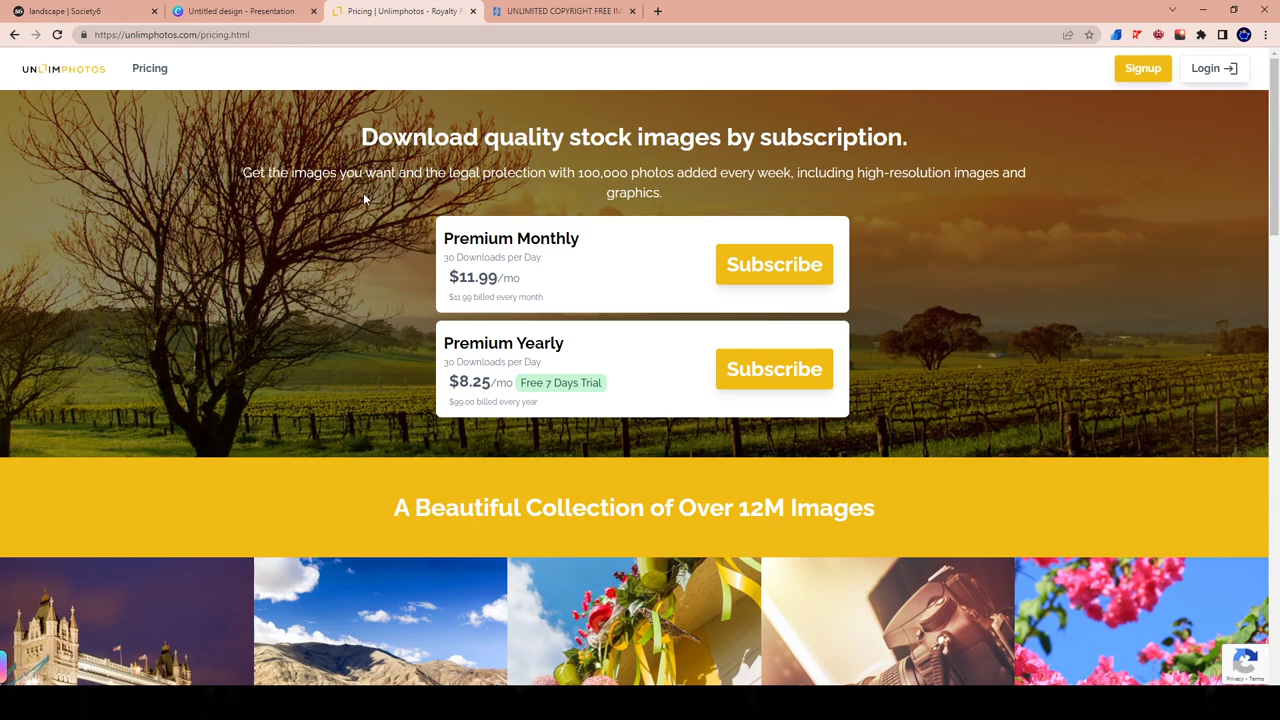 landscape | Society6
Untitled design - Presentation
Pricing | Unlimphotos - Royalty F
UNLIMITED COPYRIGHT FREE IM
https://unlimphotos.com/pricing.html
UNLIMPHOTOS
Pricing
Signup
Login
Download quality stock images by subscription.
Get the images you want and the legal protection with 100,000 photos added every week, including high-resolution images and
graphics.
Premium Monthly
30 Downloads per Day
$11.99/mo
$11.99 billed every month
Subscribe
Premium Yearly
30 Downloads per Day
$8.25/mo Free 7 Days Trial
$99.00 billed every year
Subscribe
A Beautiful Collection of Over 12M Images
Privacy - Terms